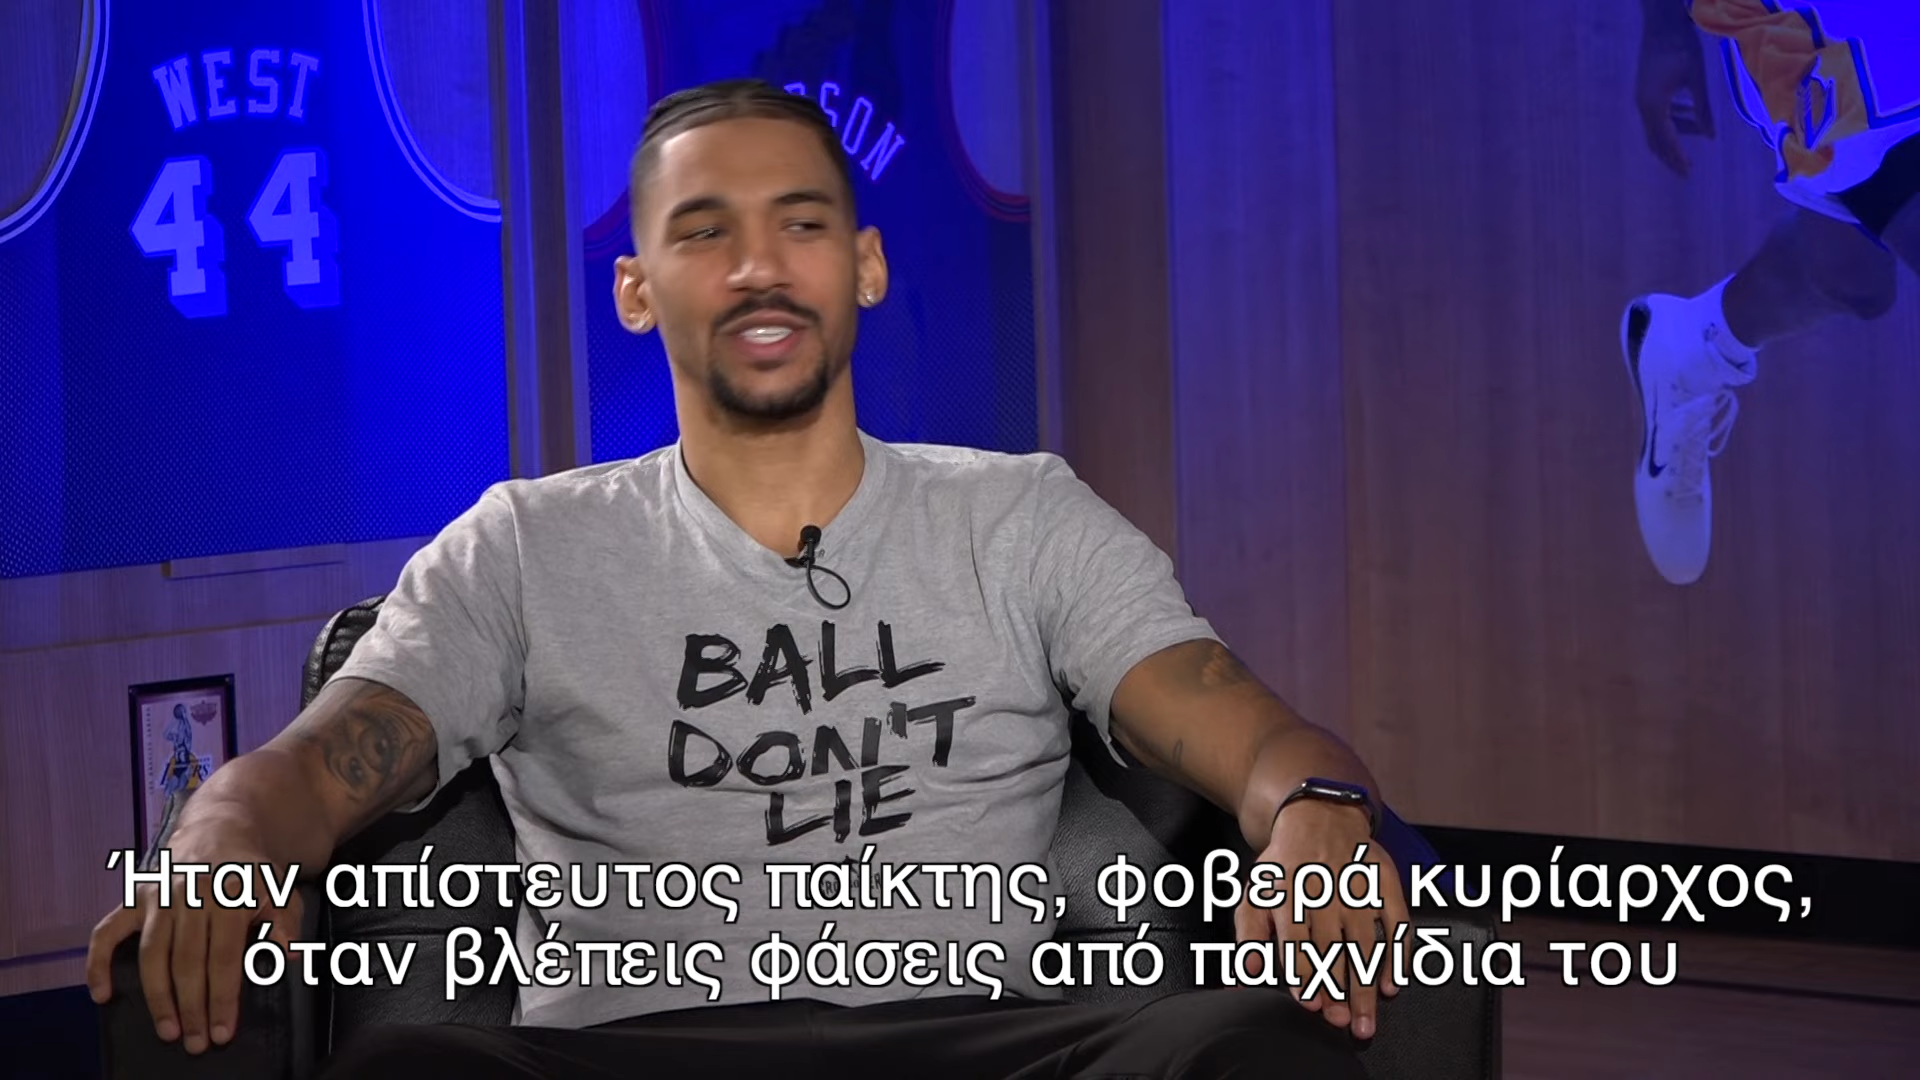 WEST
44
BALL
DON'T
LIE
Ήταν απίστευτος παίκτης, φοβερά κυρίαρχος,
όταν βλέπεις φάσεις από παιχνίδια του